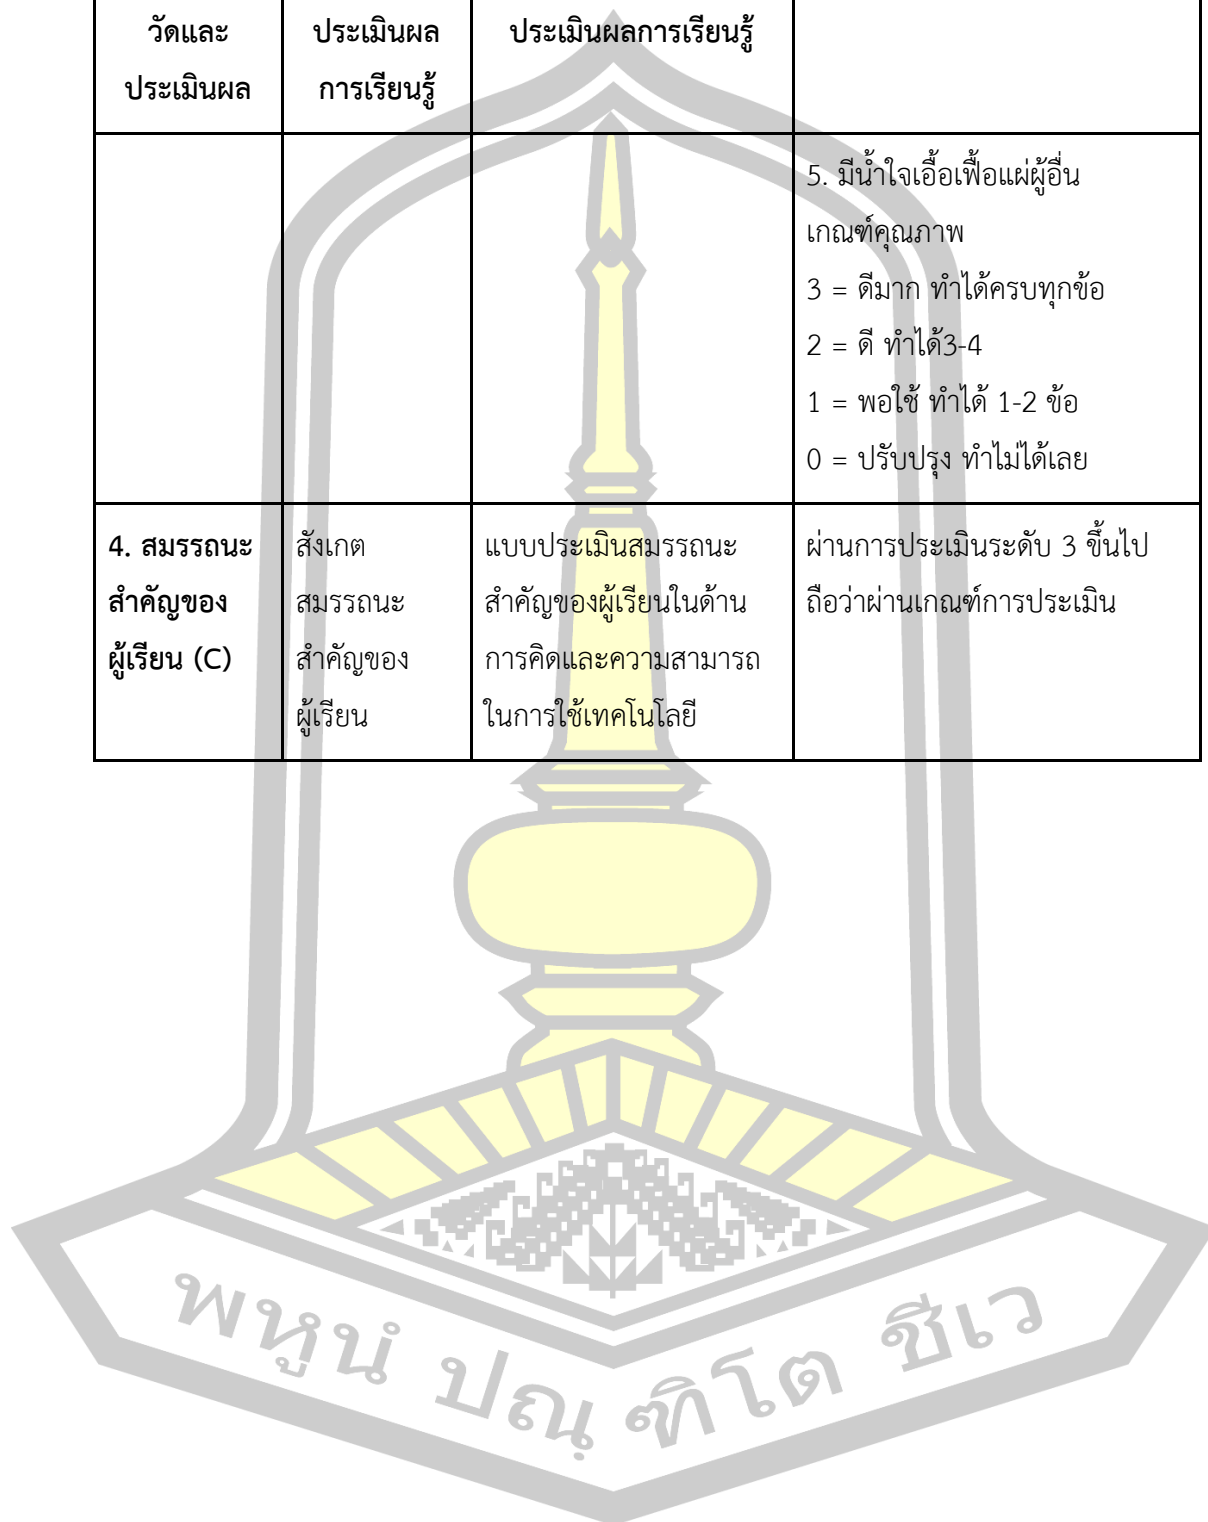 วัดและ
ประเมินผล
ประเมินผล
การเรียนรู้
ประเมินผลการเรียนรู้
5. มีน้ำใจเอื้อเฟื้อแผ่ผู้อื่น
เกณฑ์คุณภาพ
3 = ดีมาก ทำได้ครบทุกข้อ
2 = ดี ทำได้3-4
1 = พอใช้ ทำได้ 1-2 ข้อ
0 = ปรับปรุง ทำไม่ได้เลย
4. สมรรถนะ
สำคัญของ
ผู้เรียน (C)
สังเกต
สมรรถนะ
สำคัญของ
ผู้เรียน
แบบประเมินสมรรถนะ
สำคัญของผู้เรียนในด้าน
การคิดและความสามารถ
ในการใช้เทคโนโลยี
ผ่านการประเมินระดับ 3 ขึ้นไป
ถือว่าผ่านเกณฑ์การประเมิน
พหูนํ ปณฺฑิโต ชีเว